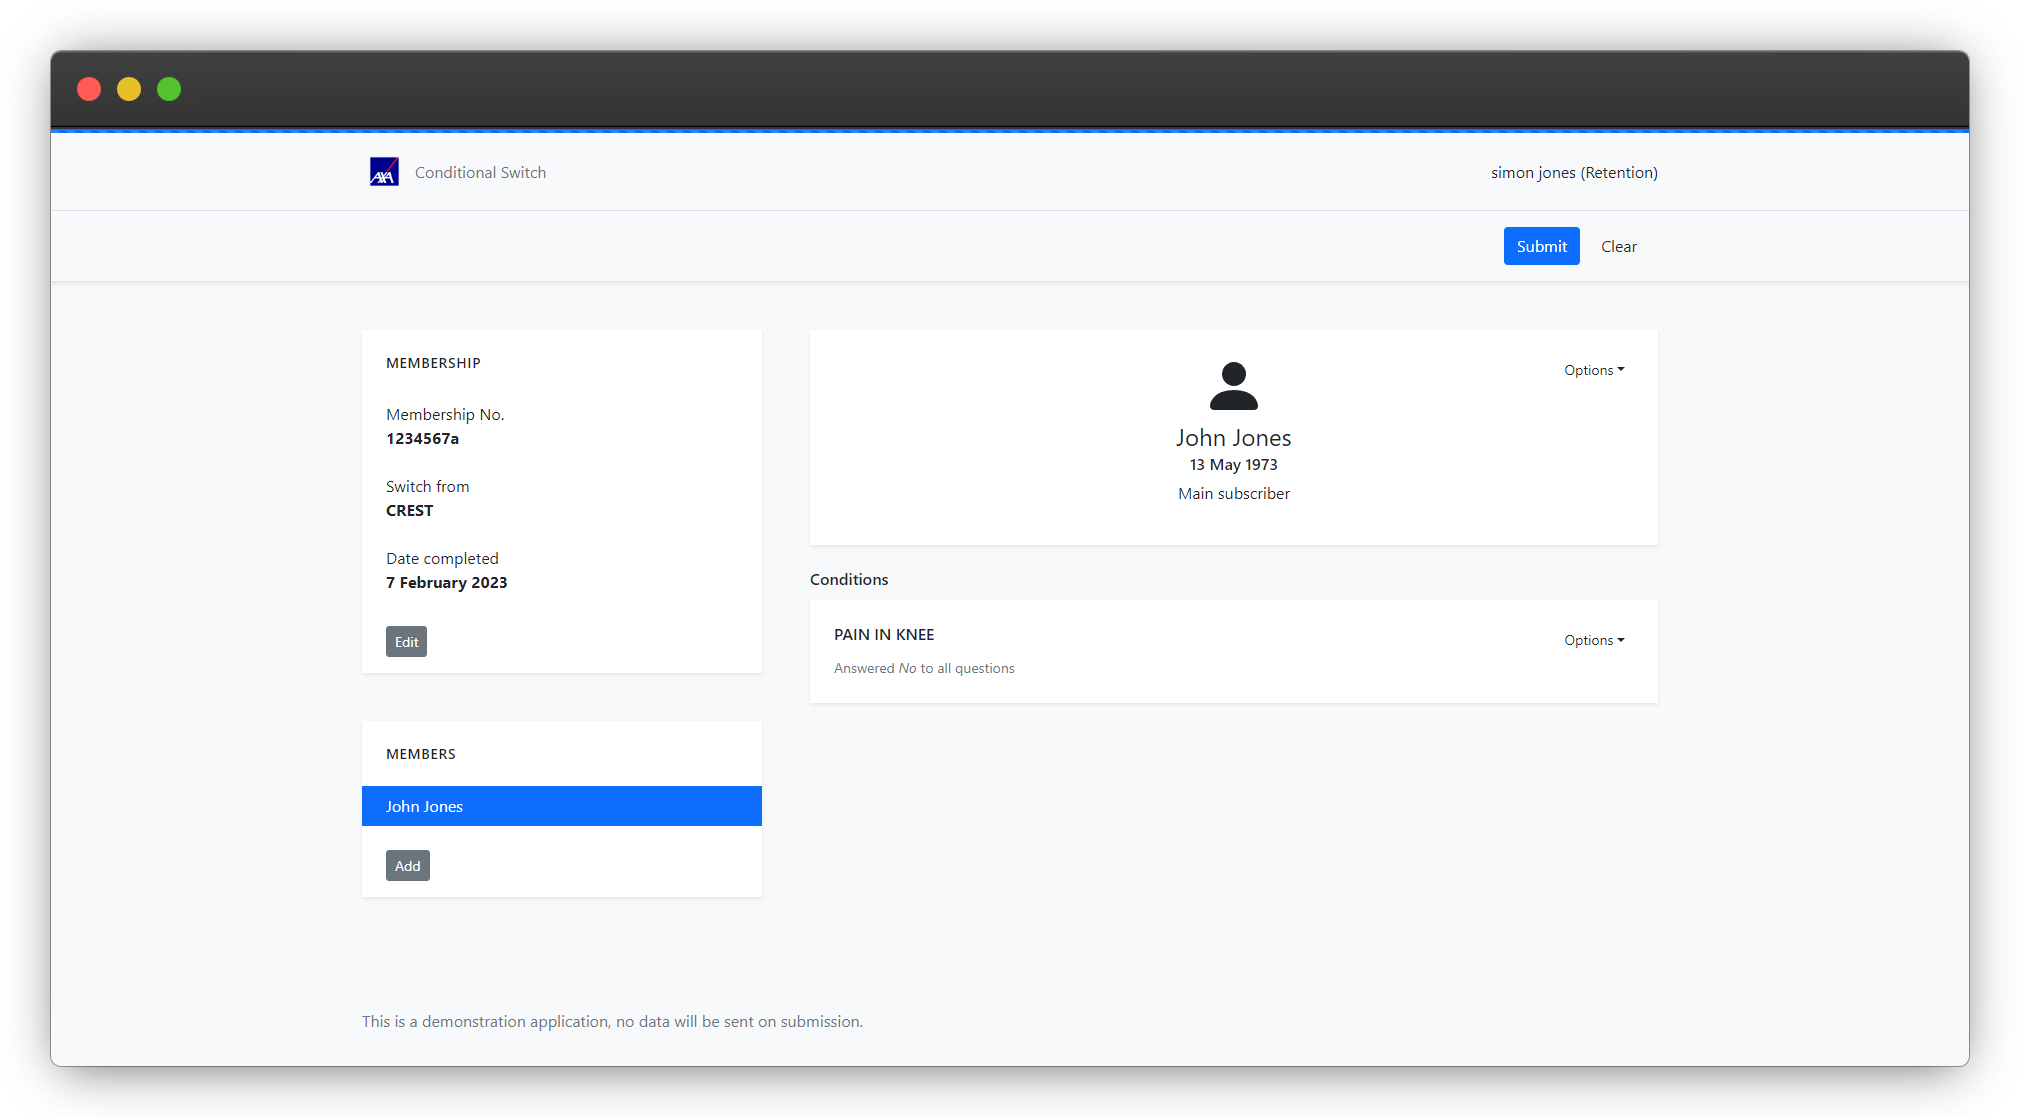 AXA
Conditional Switch
simon jones (Retention)
Submit
Clear
MEMBERSHIP
Membership No.
1234567a
Switch from
CREST
Date completed
7 February 2023
Edit
MEMBERS
John Jones
Add
Options
John Jones
13 May 1973
Main subscriber
Conditions
PAIN IN KNEE
Options
Answered No to all questions
This is a demonstration application, no data will be sent on submission.